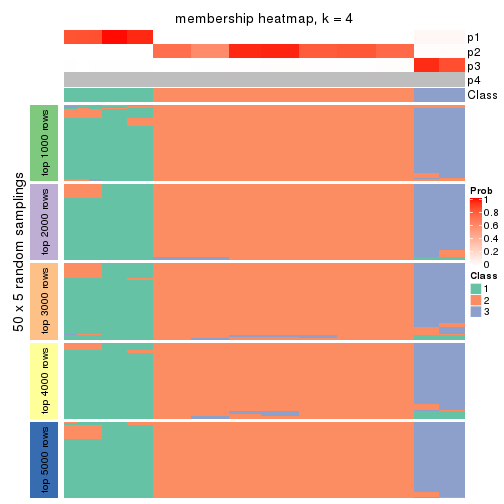 membership heatmap, k = 4
p1
p2
p3
p4
Class
50 x 5 random samplings
top 1000 rows
top 2000 rows
top 3000 rows
top 4000 rows
top 5000 rows
Prob
1
0.8
0.6
0.4
0.2
0
Class
1
2
3